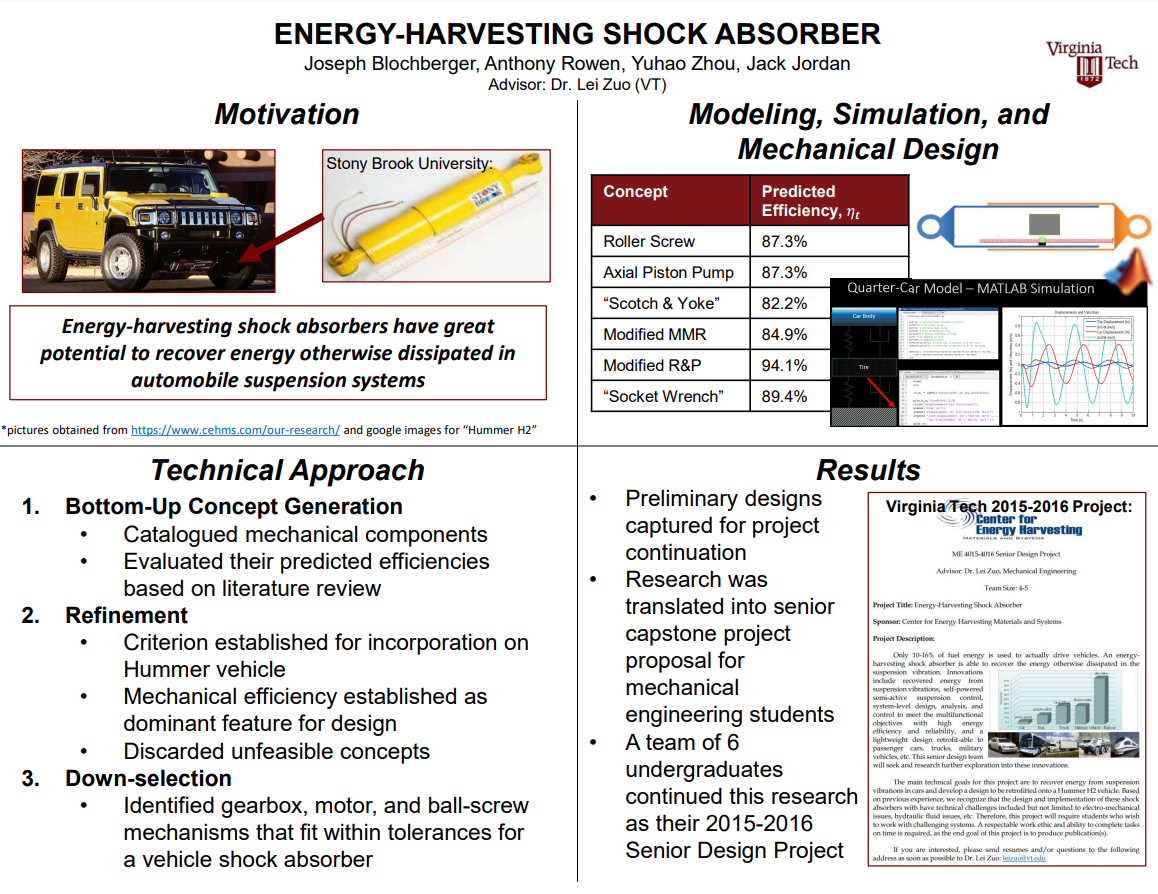 ENERGY-HARVESTING SHOCK ABSORBER
Joseph Blochberger, Anthony Rowen, Yuhao Zhou, Jack Jordan
Advisor: Dr. Lei Zuo (VT)
Virginia
Tech
1872
Motivation
Stony Brook University:
STONY
Energy-harvesting shock absorbers have great
potential to recover energy otherwise dissipated in
automobile suspension systems
*pictures obtained from https://www.cehms.com/our-research/ and google images for “Hummer H2”
Modeling, Simulation, and
Mechanical Design
Concept
Predicted
Efficiency, ηt
Roller Screw 87.3%
Axial Piston Pump 87.3%
“Scotch & Yoke” 82.2%
Modified MMR 84.9%
Modified R&P 94.1%
“Socket Wrench” 89.4%
Quarter-Car Model – MATLAB Simulation
Car Body
Tire
Displacements and Velocities
Time (s)
Technical Approach
1. Bottom-Up Concept Generation
• Catalogued mechanical components
• Evaluated their predicted efficiencies
based on literature review
2. Refinement
• Criterion established for incorporation on
Hummer vehicle
• Mechanical efficiency established as
dominant feature for design
• Discarded unfeasible concepts
3. Down-selection
• Identified gearbox, motor, and ball-screw
mechanisms that fit within tolerances for
a vehicle shock absorber
Results
• Preliminary designs
captured for project
continuation
• Research was
translated into senior
capstone project
proposal for
mechanical
engineering students
• A team of 6
undergraduates
continued this research
as their 2015-2016
Senior Design Project
Virginia Tech 2015-2016 Project:
Center for
Energy Harvesting
MATERIALS AND SYSTEMS
ME 4015-4016 Senior Design Project
Advisor: Dr. Lei Zuo, Mechanical Engineering
Team Size: 4-5
Project Title: Energy-Harvesting Shock Absorber
Sponsor: Center for Energy Harvesting Materials and Systems
Project Description:
Only 10-16% of fuel energy is used to actually drive vehicles. An energy-
harvesting shock absorber is able to recover the energy otherwise dissipated in the
suspension vibration. Innovations
include recovered energy from
suspension vibrations, self-powered
semi-active suspension control,
system-level design, analysis, and
control to meet the multifunctional
objectives with high energy
efficiency and reliability, and a
lightweight design retrofit-able to
passenger cars, trucks, military
vehicles, etc. This senior design team
will seek and research further exploration into these innovations.
The main technical goals for this project are to recover energy from suspension
vibrations in cars and develop a design to be retrofitted onto a Hummer H2 vehicle. Based
on previous experience, we recognize that the design and implementation of these shock
absorbers with have technical challenges included but not limited to electro-mechanical
issues, hydraulic fluid issues, etc. Therefore, this project will require students who wish
to work with challenging systems. A respectable work ethic and ability to complete tasks
on time is required, as the end goal of this project is to produce publication(s).
If you are interested, please send resumes and/or questions to the following
address as soon as possible to Dr. Lei Zuo: leizuo@vt.edu